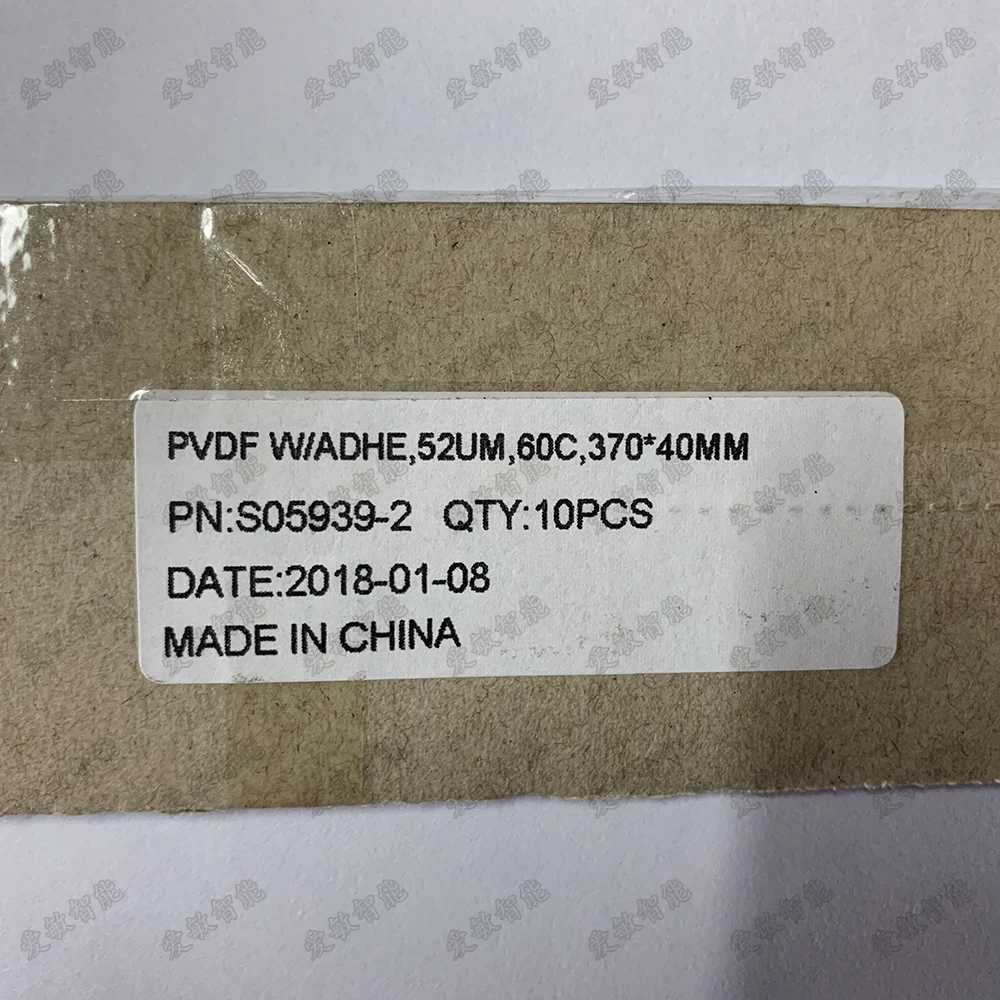 PVDF W/ADHE,52UM,60C,370*40MM
PN:S05939-2 QTY:10PCS
DATE:2018-01-08
MADE IN CHINA
爱敏智能